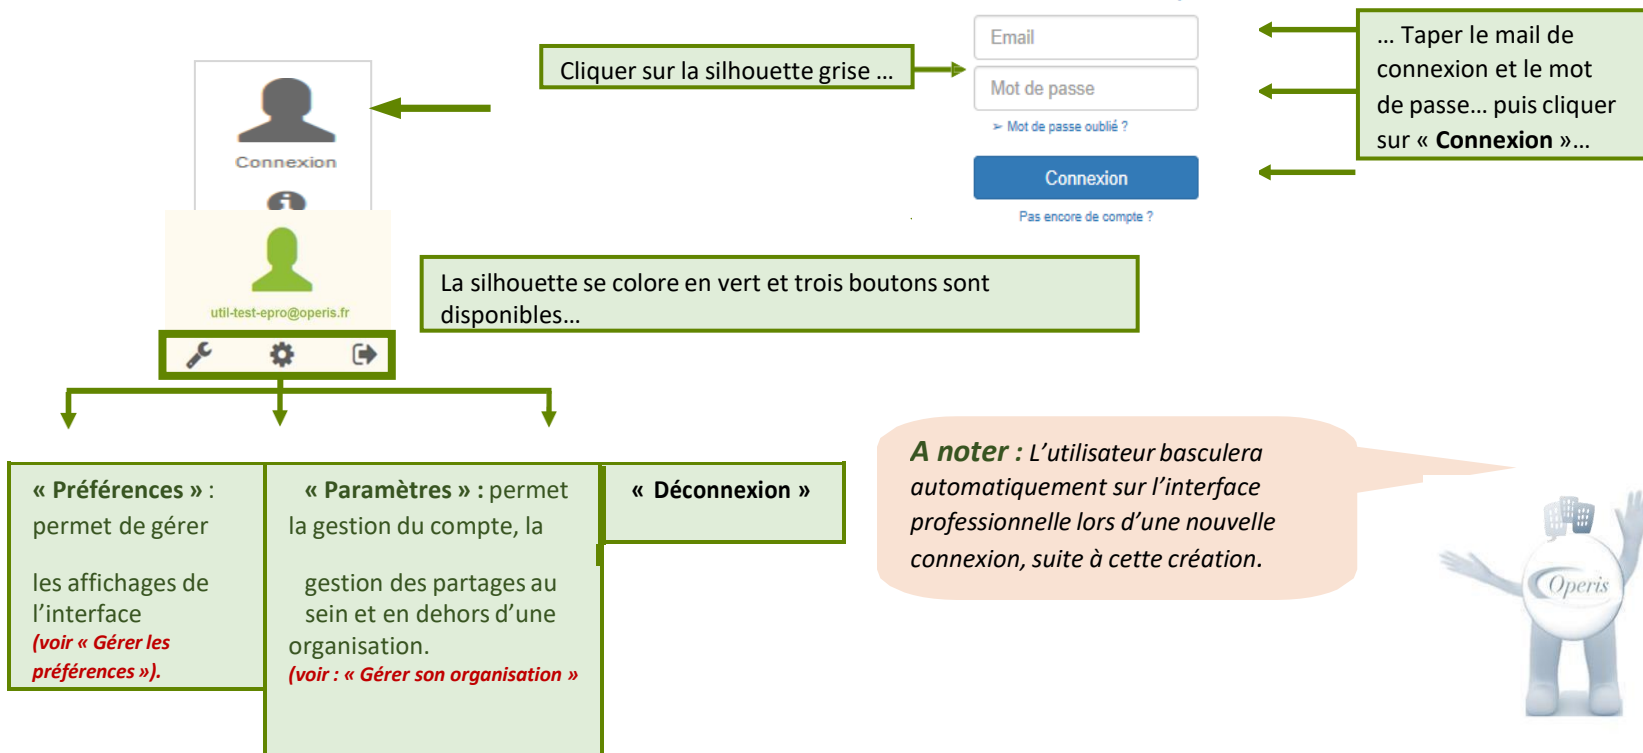 Connexion
util-test-epro@operis.fr
Cliquer sur la silhouette grise ...
Email
Mot de passe
➢ Mot de passe oublié ?
Connexion
Pas encore de compte ?
... Taper le mail de
connexion et le mot
de passe... puis cliquer
sur « Connexion »...
La silhouette se colore en vert et trois boutons sont
disponibles...
« Préférences » :
permet de gérer
les affichages de
l'interface
(voir « Gérer les
préférences »).
« Paramètres » : permet
la gestion du compte, la
gestion des partages au
sein et en dehors d'une
organisation.
(voir : « Gérer son organisation »
« Déconnexion »
A noter : L'utilisateur basculera
automatiquement sur l'interface
professionnelle lors d'une nouvelle
connexion, suite à cette création.
Operis